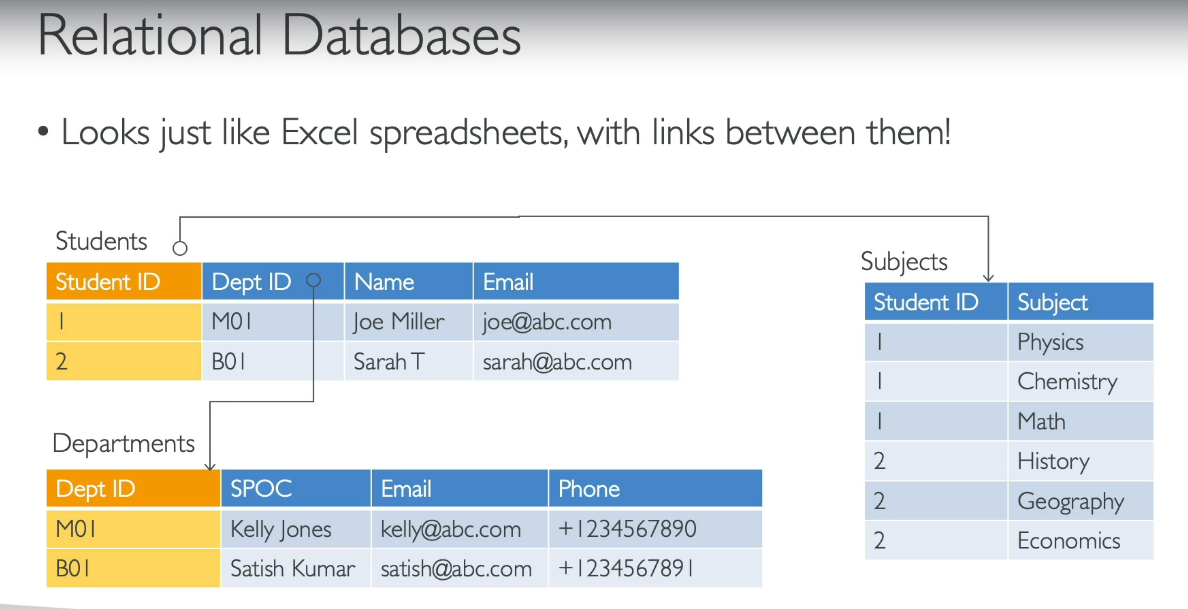 Relational Databases
• Looks just like Excel spreadsheets, with links between them!
Students
Student ID Dept ID Name Email
1 M01 Joe Miller joe@abc.com
2 B01 Sarah T sarah@abc.com
Departments
Dept ID SPOC Email Phone
M01 Kelly Jones kelly@abc.com +1234567890
B01 Satish Kumar satish@abc.com +1234567891
Subjects
Student ID Subject
1 Physics
1 Chemistry
1 Math
2 History
2 Geography
2 Economics